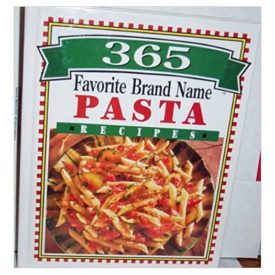 365
Favorite Brand Name
PASTA
RECIPES